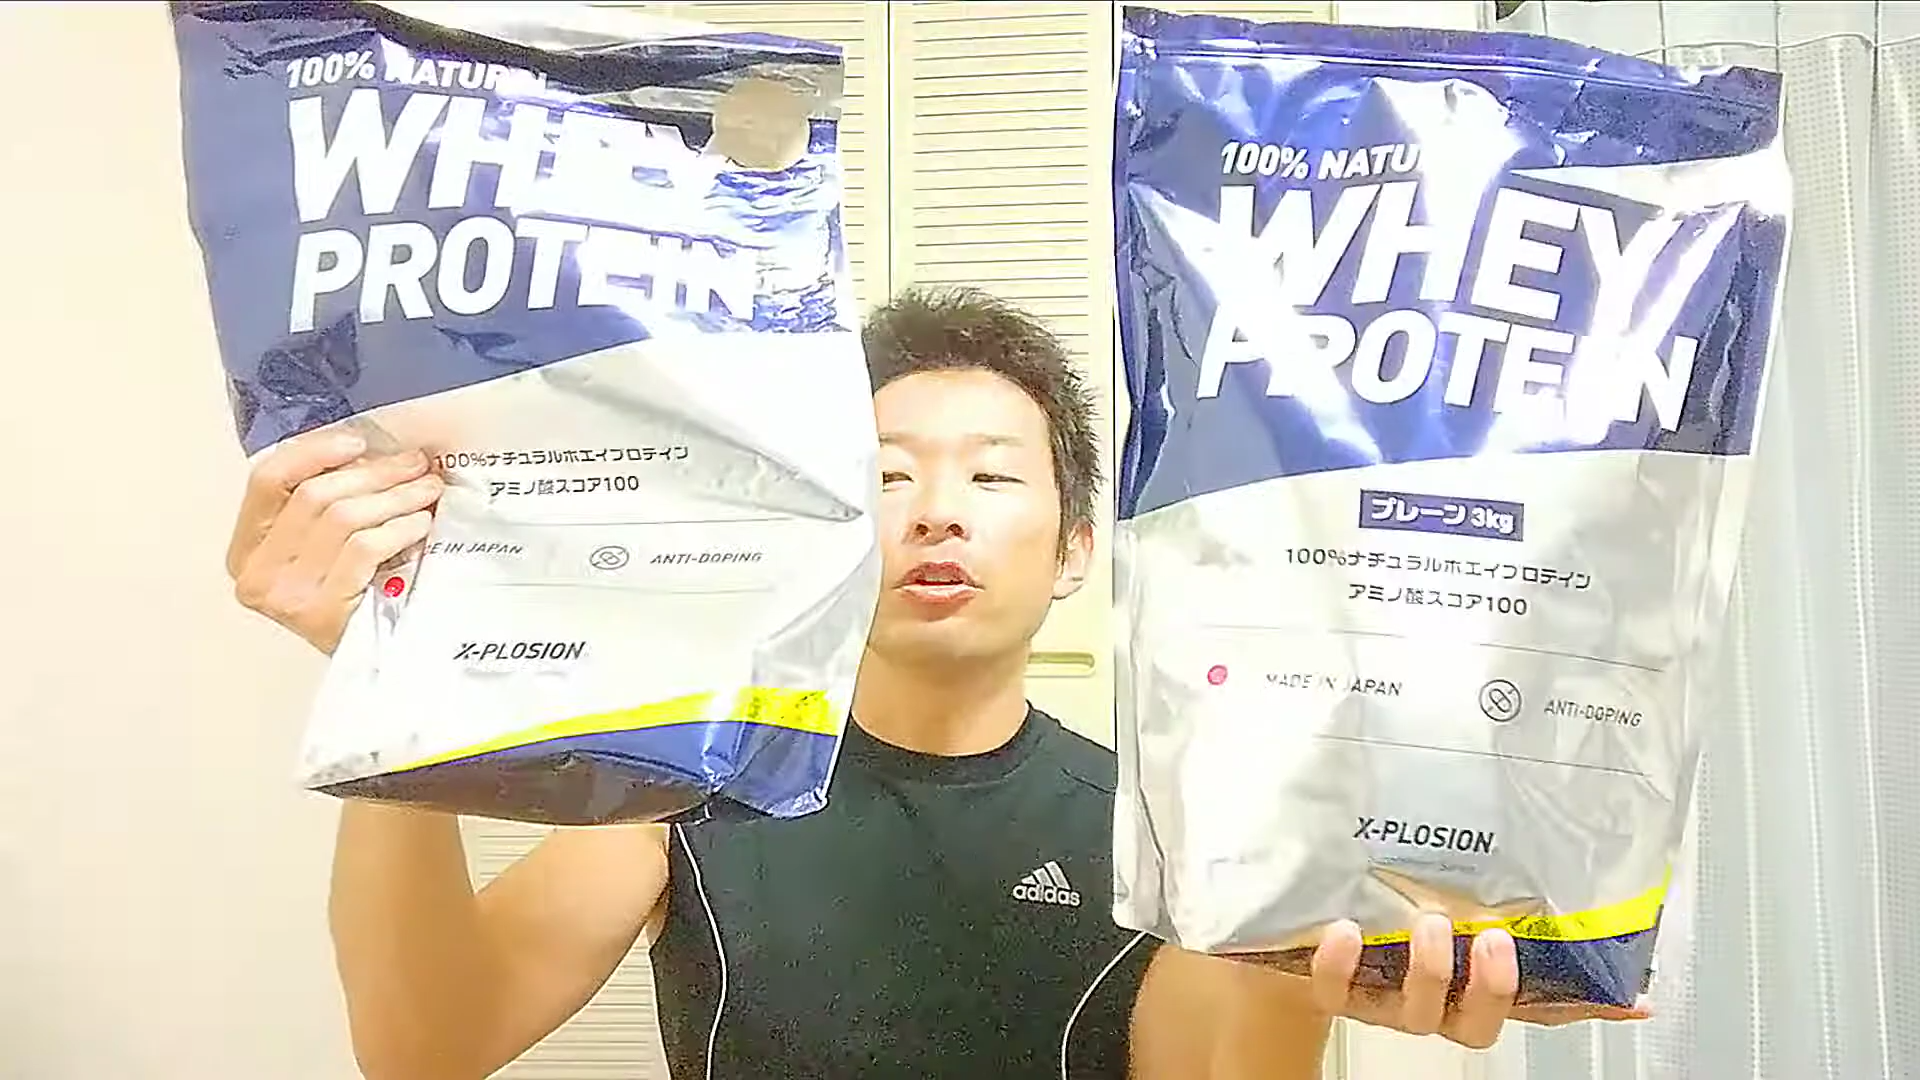 100% NATURAL
WHEY
PROTEIN
100%ナチュラルホエイプロテイン
アミノ酸スコア100
E IN JAPAN
ANTI-DOPING
X-PLOSION
100% NATU
WHEY
PROTEIN
プレーン 3kg
100%ナチュラルホエイプロテイン
アミノ酸スコア100
MADE IN JAPAN
ANTI-DOPING
X-PLOSION
adidas